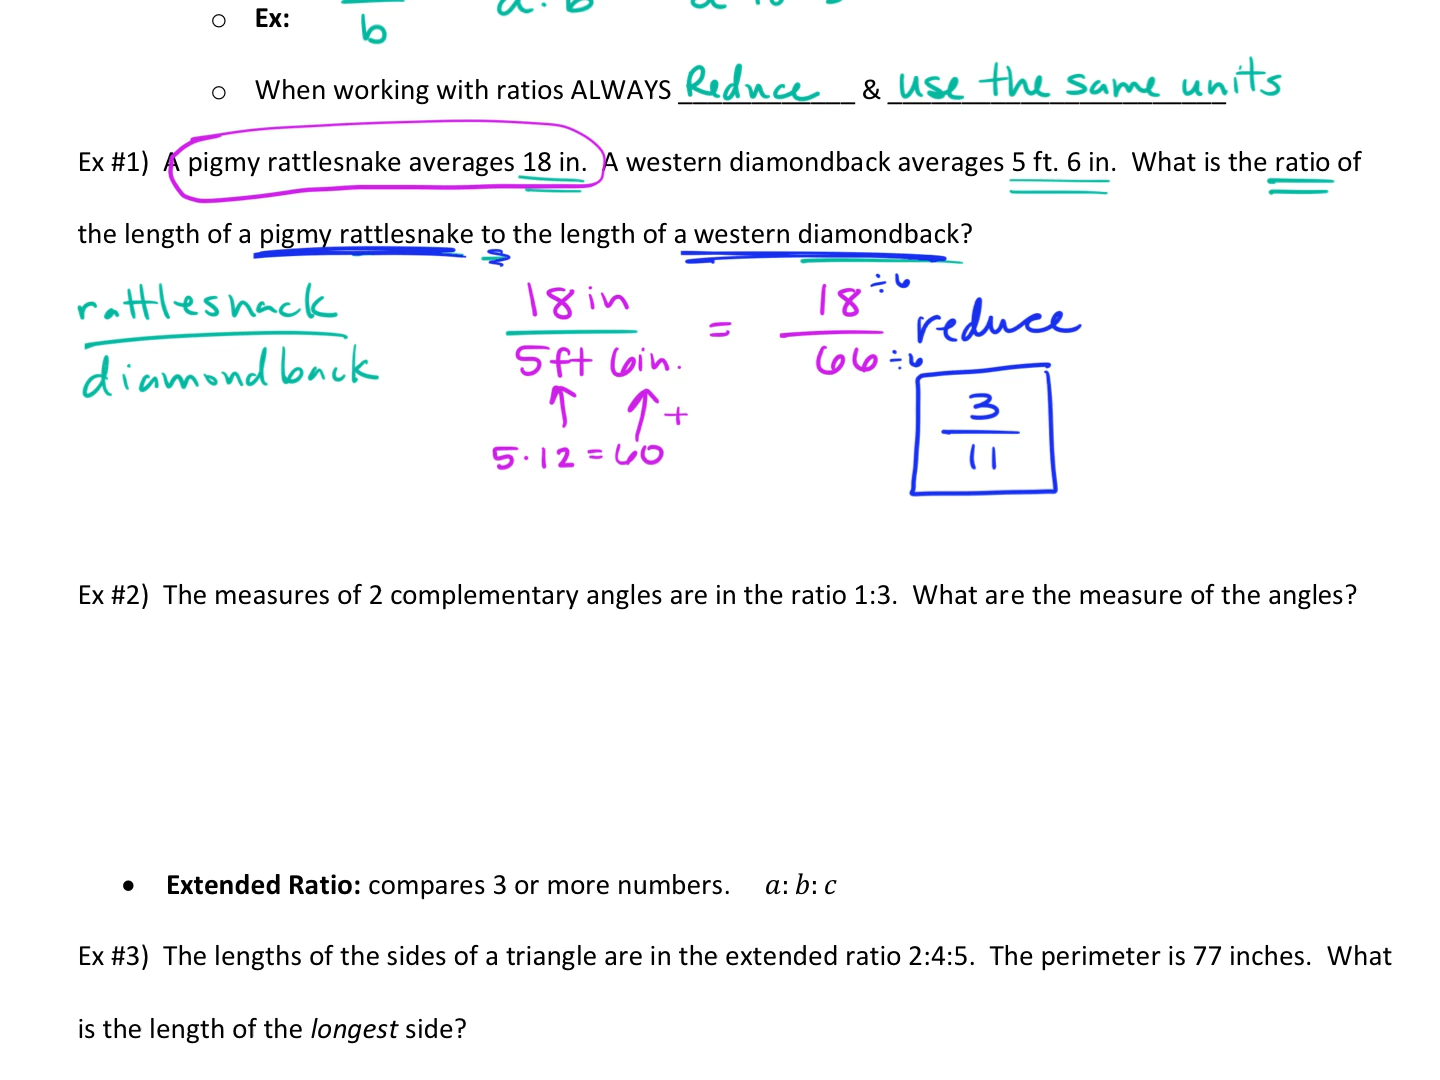 ○ Ex:
b
○ When working with ratios ALWAYS Reduce & use the same units
Ex #1) A pigmy rattlesnake averages 18 in. A western diamondback averages 5 ft. 6 in. What is the ratio of
the length of a pigmy rattlesnake to the length of a western diamondback?
rattlesnack
diamondback
18 in
5ft 6in.
=
18 ÷6
66 ÷6
reduce
+
5·12 = 60
3
11
Ex #2) The measures of 2 complementary angles are in the ratio 1:3. What are the measure of the angles?
• Extended Ratio: compares 3 or more numbers. a: b: c
Ex #3) The lengths of the sides of a triangle are in the extended ratio 2:4:5. The perimeter is 77 inches. What
is the length of the longest side?